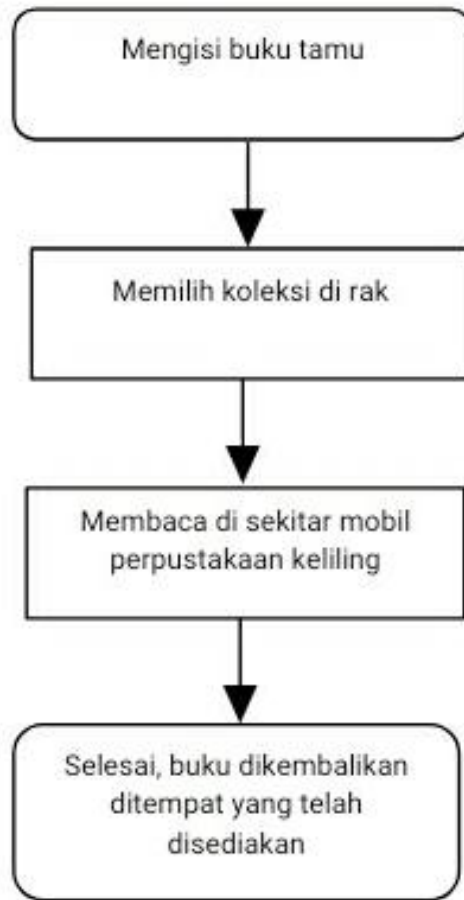 Mengisi buku tamu
Memilih koleksi di rak
Membaca di sekitar mobil
perpustakaan keliling
Selesai, buku dikembalikan
ditempat yang telah
disediakan